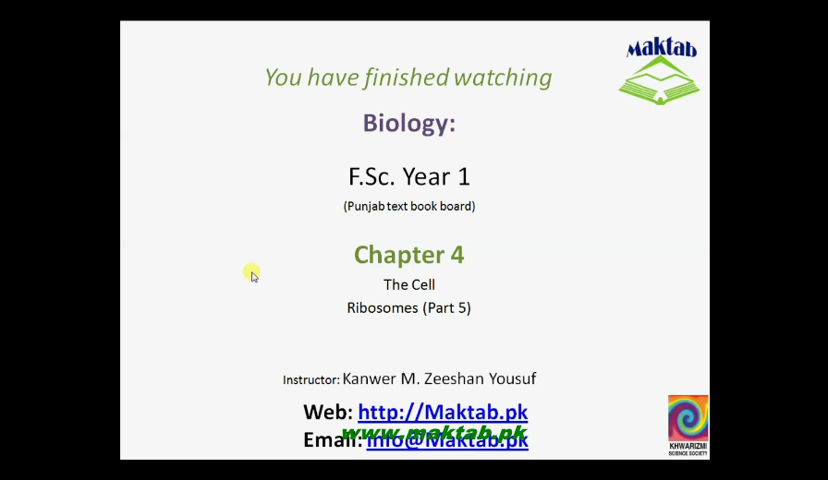 Maktab
You have finished watching
Biology:
F.Sc. Year 1
(Punjab text book board)
Chapter 4
The Cell
Ribosomes (Part 5)
Instructor: Kanwer M. Zeeshan Yousuf
Web: http://Maktab.pk
www.maktab.pk
Email: info@Maktab.pk
KHWARIZMI
SCIENCE SOCIETY